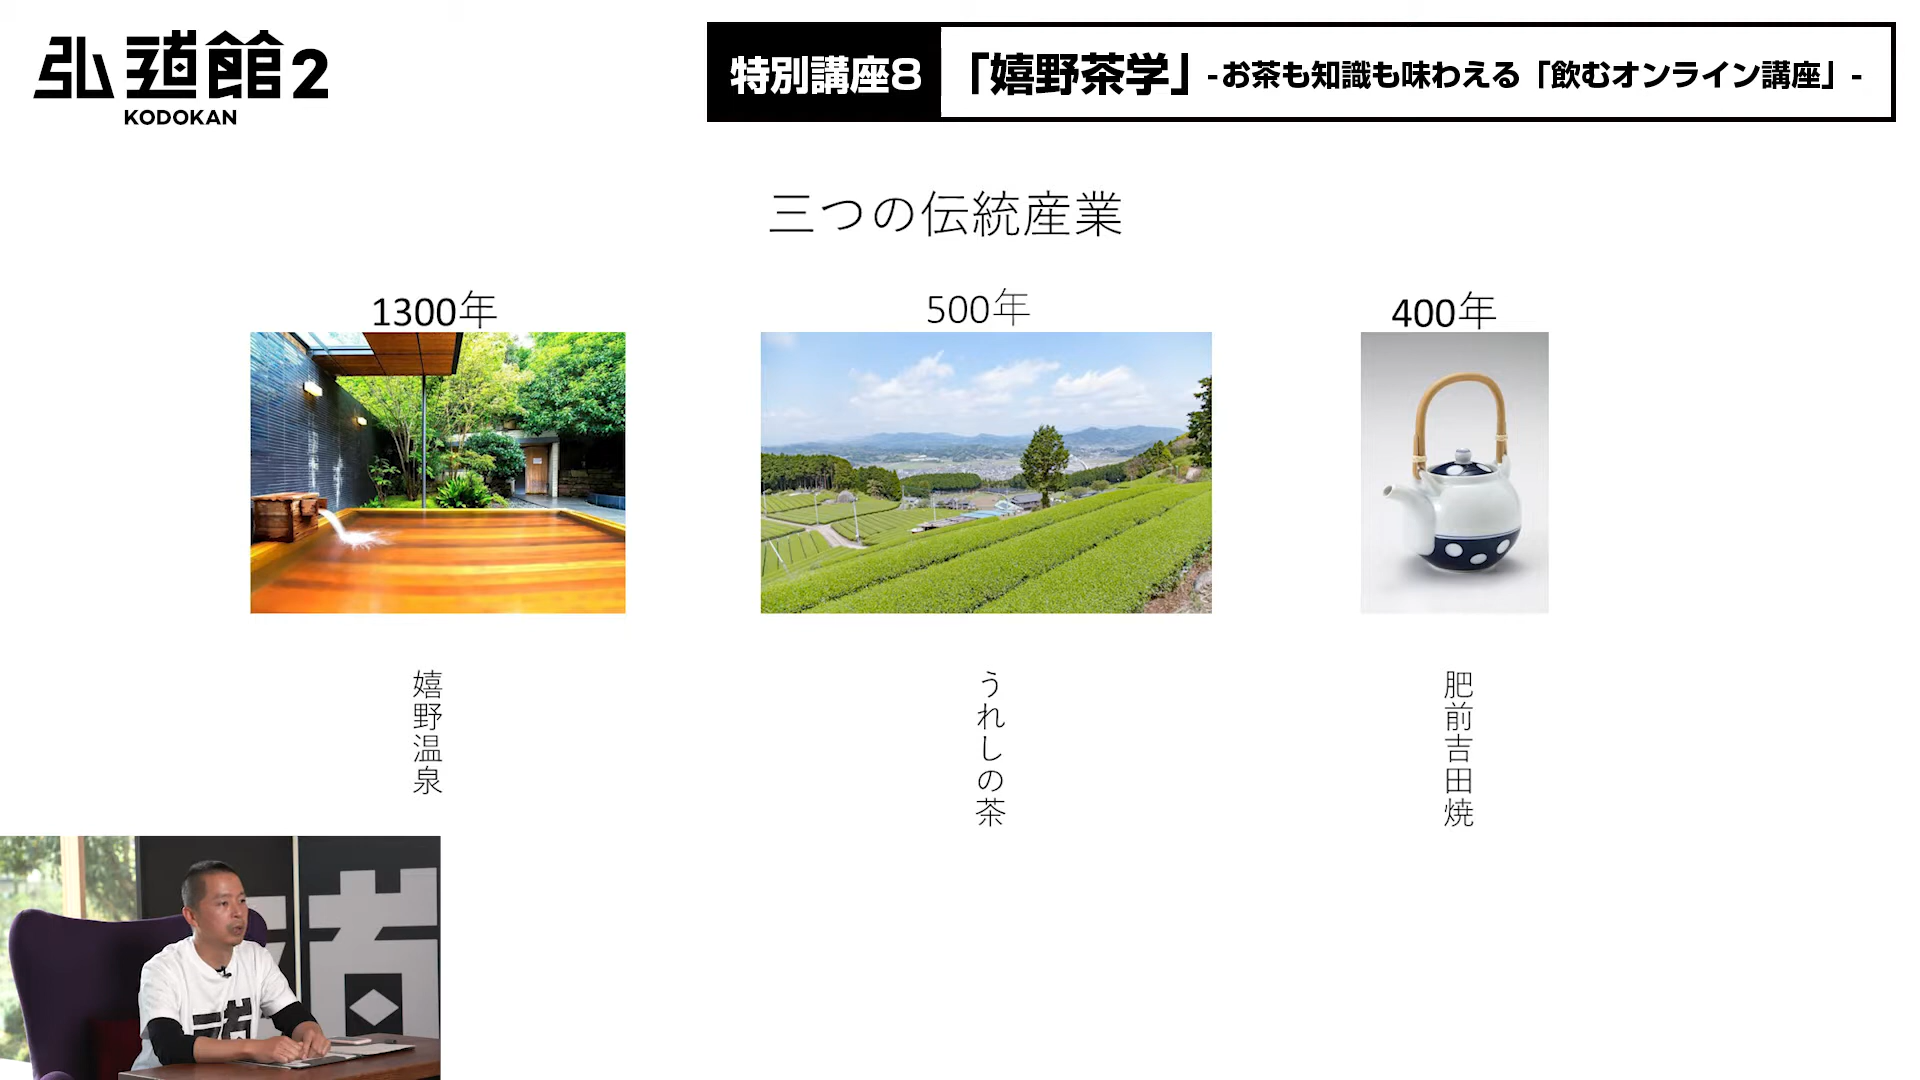 弘道館2
KODOKAN
特別講座8
「嬉野茶学」-お茶も知識も味わえる「飲むオンライン講座」-
三つの伝統産業
1300年
500年
400年
嬉野温泉
うれしの茶
肥前吉田焼